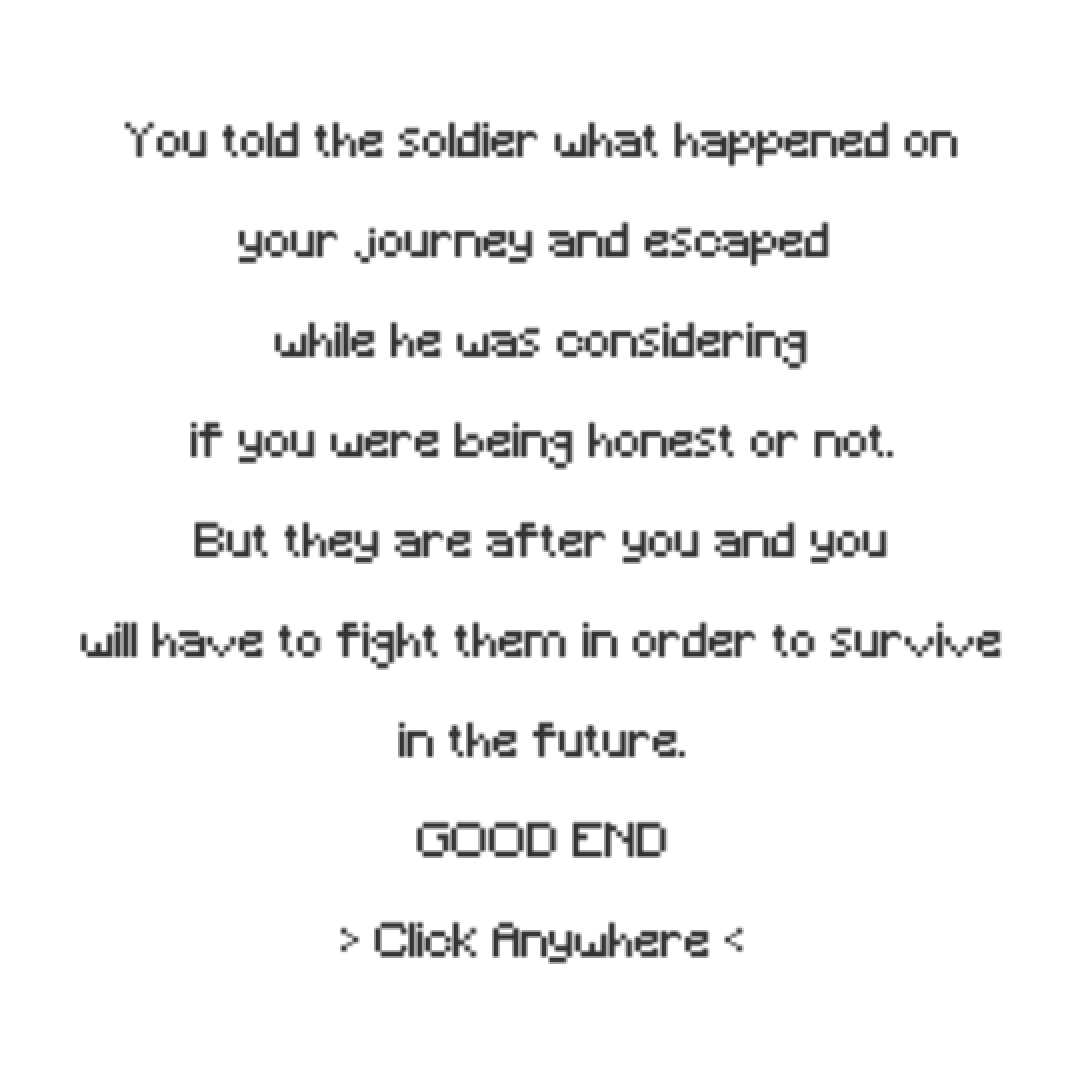 You told the soldier what happened on
your journey and escaped
while he was considering
if you were being honest or not.
But they are after you and you
will have to fight them in order to survive
in the future.
GOOD END
> Click Anywhere <